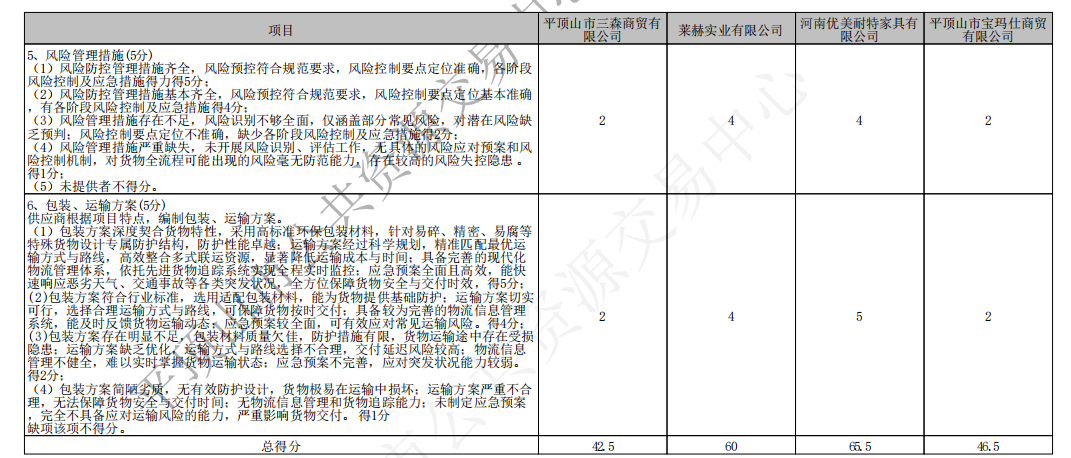 项目
平顶山市三森商贸有
限公司
莱赫实业有限公司
河南优美耐特家具有
限公司
平顶山市宝玛仕商贸
有限公司
5、风险管理措施(5分)
（1）风险防控管理措施齐全，风险预控符合规范要求，风险控制要点定位准确，各阶段
风险控制及应急措施得力得5分；
（2）风险防控管理措施基本齐全，风险预控符合规范要求，风险控制要点定位基本准确
，有各阶段风险控制及应急措施得4分；
（3）风险管理措施存在不足，风险识别不够全面，仅涵盖部分常见风险，对潜在风险缺
乏预判；风险控制要点定位不准确，缺少各阶段风险控制及应急措施得2分；
（4）风险管理措施严重缺失，未开展风险识别、评估工作，无具体的风险应对预案和风
险控制机制，对货物全流程可能出现的风险毫无防范能力，存在较高的风险失控隐患。
得1分；
（5）未提供者不得分。
2
4
4
2
6、包装、运输方案(5分)
供应商根据项目特点，编制包装、运输方案。
（1）包装方案深度契合货物特性，采用高标准环保包装材料，针对易碎、精密、易腐等
特殊货物设计专属防护结构，防护性能卓越；运输方案经过科学规划，精准匹配最优运
输方式与路线，高效整合多式联运资源，显著降低运输成本与时间；具备完善的现代化
物流管理体系，依托先进货物追踪系统实现全程实时监控；应急预案全面且高效，能快
速响应恶劣天气、交通事故等各类突发状况，全方位保障货物安全与交付时效，得5分；
(2)包装方案符合行业标准，选用适配包装材料，能为货物提供基础防护；运输方案切实
可行，选择合理运输方式与路线，可保障货物按时交付；具备较为完善的物流信息管理
系统，能及时反馈货物运输动态；应急预案较全面，可有效应对常见运输风险。得4分；
(3)包装方案存在明显不足，包装材料质量欠佳，防护措施有限，货物运输途中存在受损
隐患；运输方案缺乏优化，运输方式与路线选择不合理，交付延迟风险较高；物流信息
管理不健全，难以实时掌握货物运输状态；应急预案不完善，应对突发状况能力较弱。
得2分；
（4）包装方案简陋劣质，无有效防护设计，货物极易在运输中损坏；运输方案严重不合
理，无法保障货物安全与交付时间；无物流信息管理和货物追踪能力；未制定应急预案
，完全不具备应对运输风险的能力，严重影响货物交付。得1分
缺项该项不得分。
2
4
5
2
总得分
42.5
60
65.5
46.5
平顶山市公共资源交易中心
市公共资源交易中心